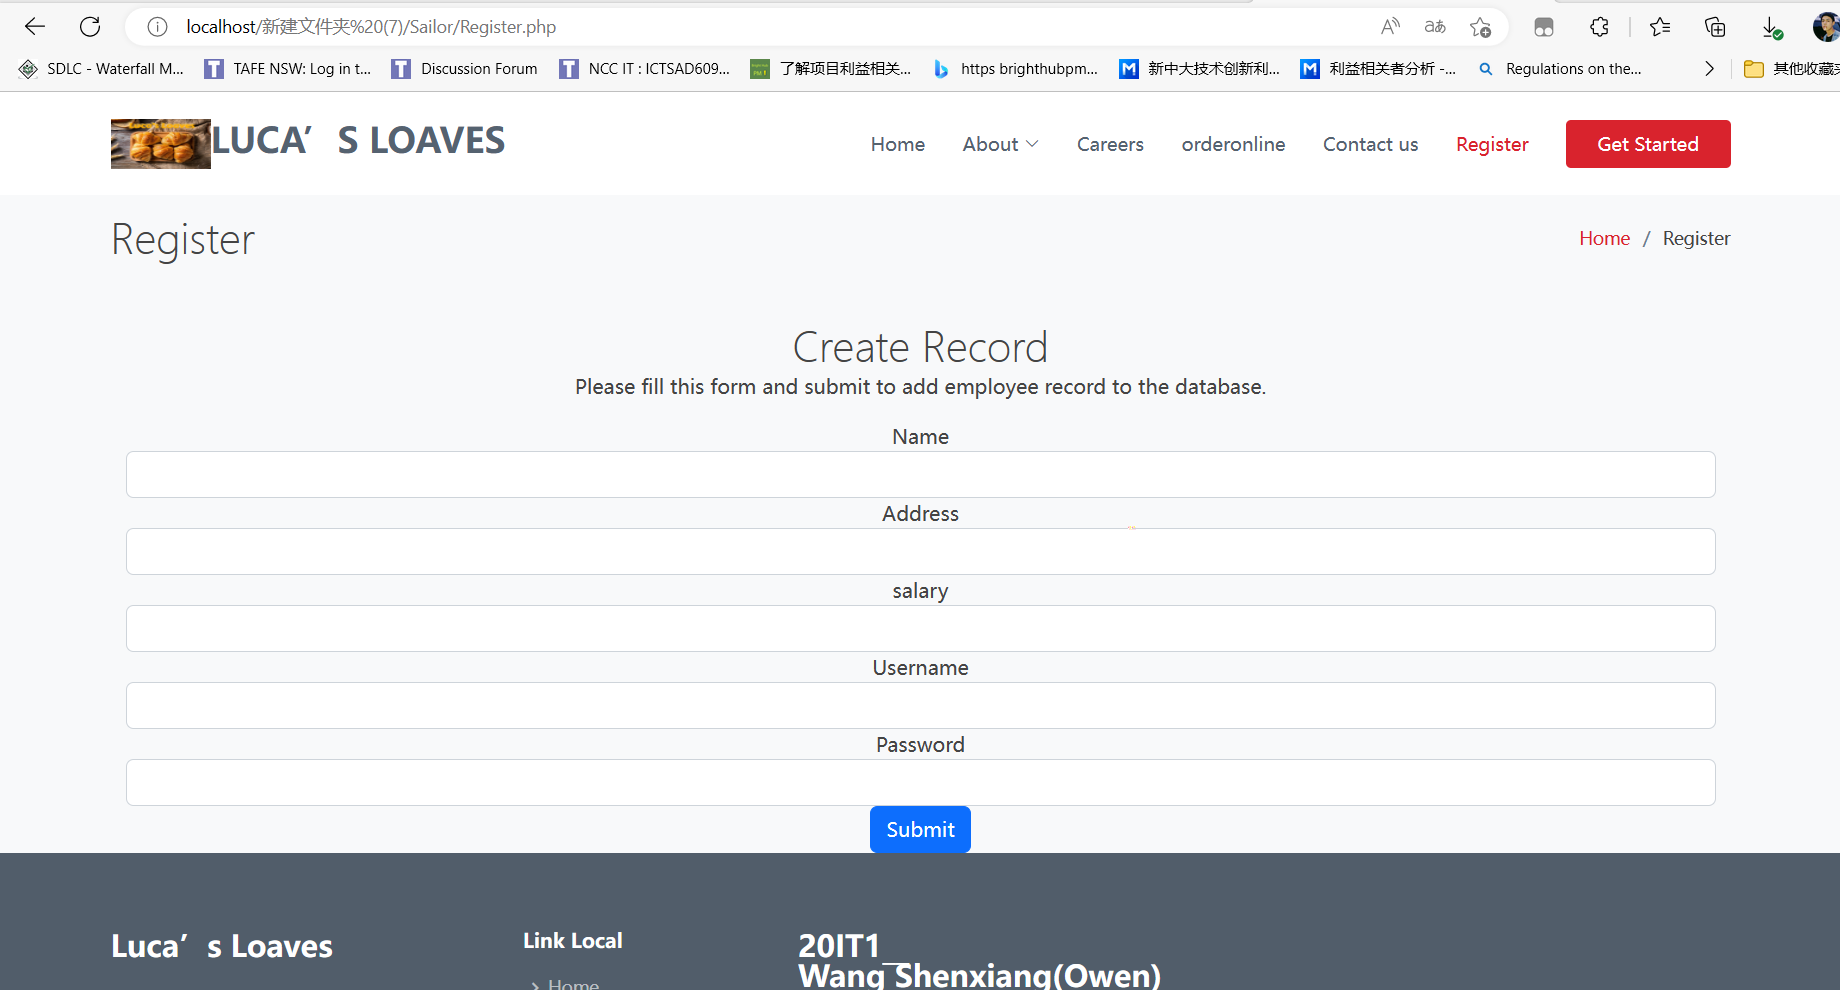 localhost/新建文件夹%20(7)/Sailor/Register.php
SDLC - Waterfall M... TAFE NSW: Log in t... Discussion Forum NCC IT : ICTSAD609... 了解项目利益相关... https brighthubpm... 新中大技术创新利... 利益相关者分析 -... Regulations on the... 其他收藏夹
LUCA’S LOAVES
Home About Careers orderonline Contact us Register Get Started
Register
Home / Register
Create Record
Please fill this form and submit to add employee record to the database.
Name
Address
salary
Username
Password
Submit
Luca’s Loaves
Link Local
Home
20IT1_
Wang Shenxiang(Owen)